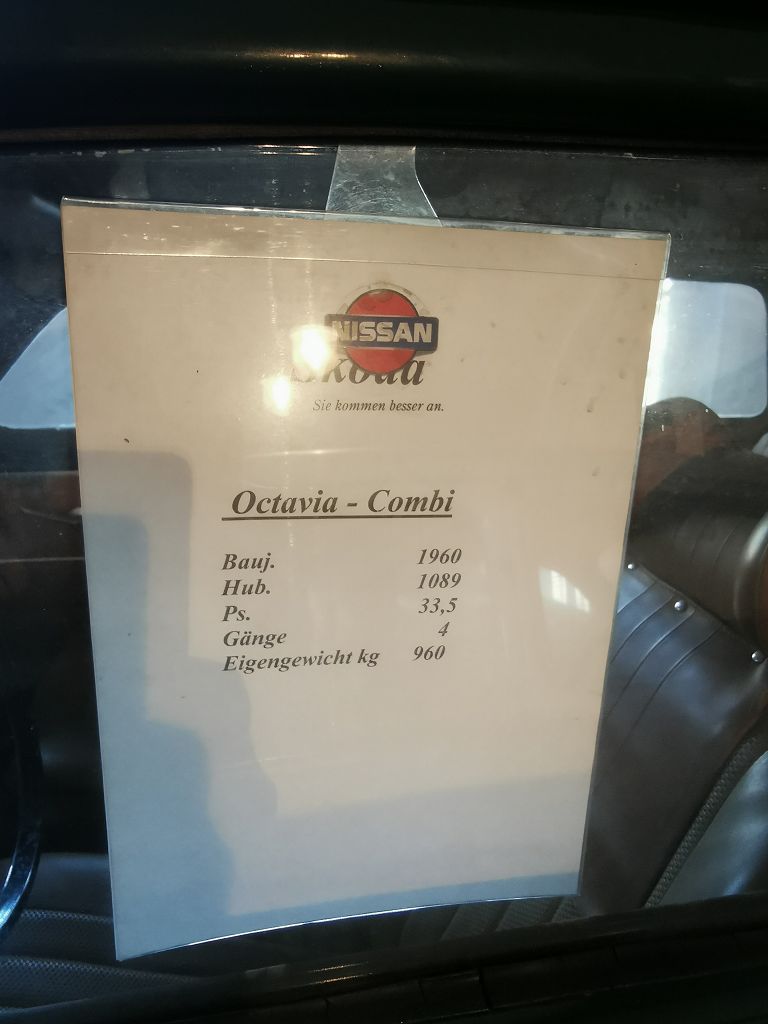 NISSAN
Skoda
Sie kommen besser an.
Octavia - Combi
Bauj. 1960
Hub. 1089
Ps. 33,5
Gänge 4
Eigengewicht kg 960